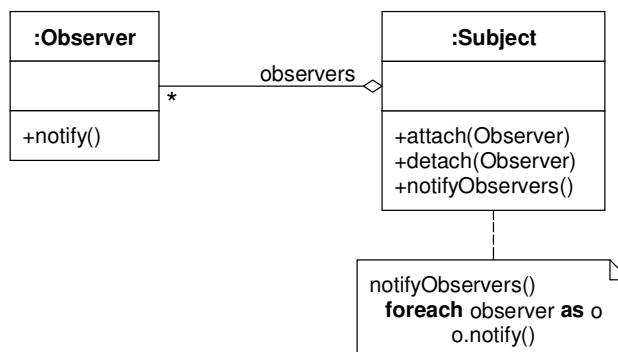 :Observer
+notify()
observers
*
:Subject
+attach(Observer)
+detach(Observer)
+notifyObservers()
notifyObservers()
foreach observer as o
o.notify()